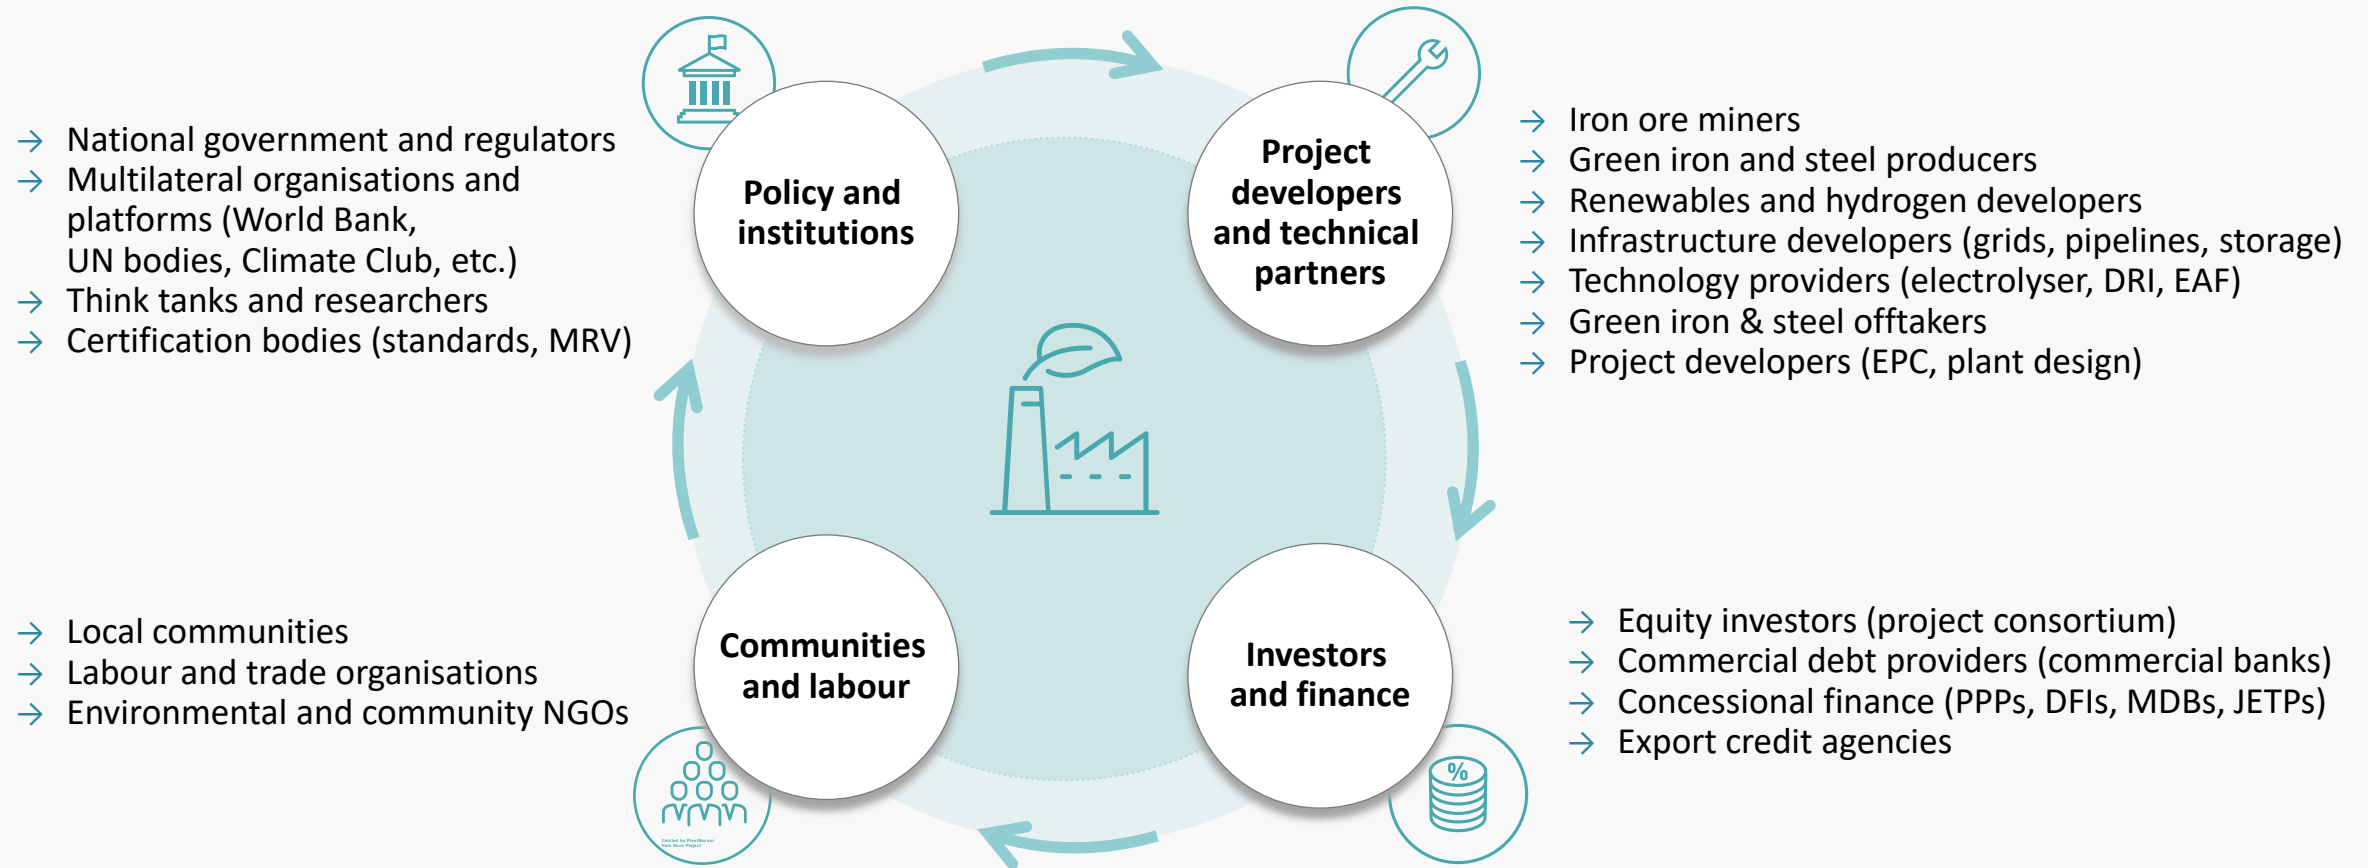 → National government and regulators
→ Multilateral organisations and
platforms (World Bank,
UN bodies, Climate Club, etc.)
→ Think tanks and researchers
→ Certification bodies (standards, MRV)
Policy and
institutions
Project
developers
and technical
partners
→ Iron ore miners
→ Green iron and steel producers
→ Renewables and hydrogen developers
→ Infrastructure developers (grids, pipelines, storage)
→ Technology providers (electrolyser, DRI, EAF)
→ Green iron & steel offtakers
→ Project developers (EPC, plant design)
→ Local communities
→ Labour and trade organisations
→ Environmental and community NGOs
Communities
and labour
Investors
and finance
→ Equity investors (project consortium)
→ Commercial debt providers (commercial banks)
→ Concessional finance (PPPs, DFIs, MDBs, JETPs)
→ Export credit agencies
%
Created by
from Noun Project